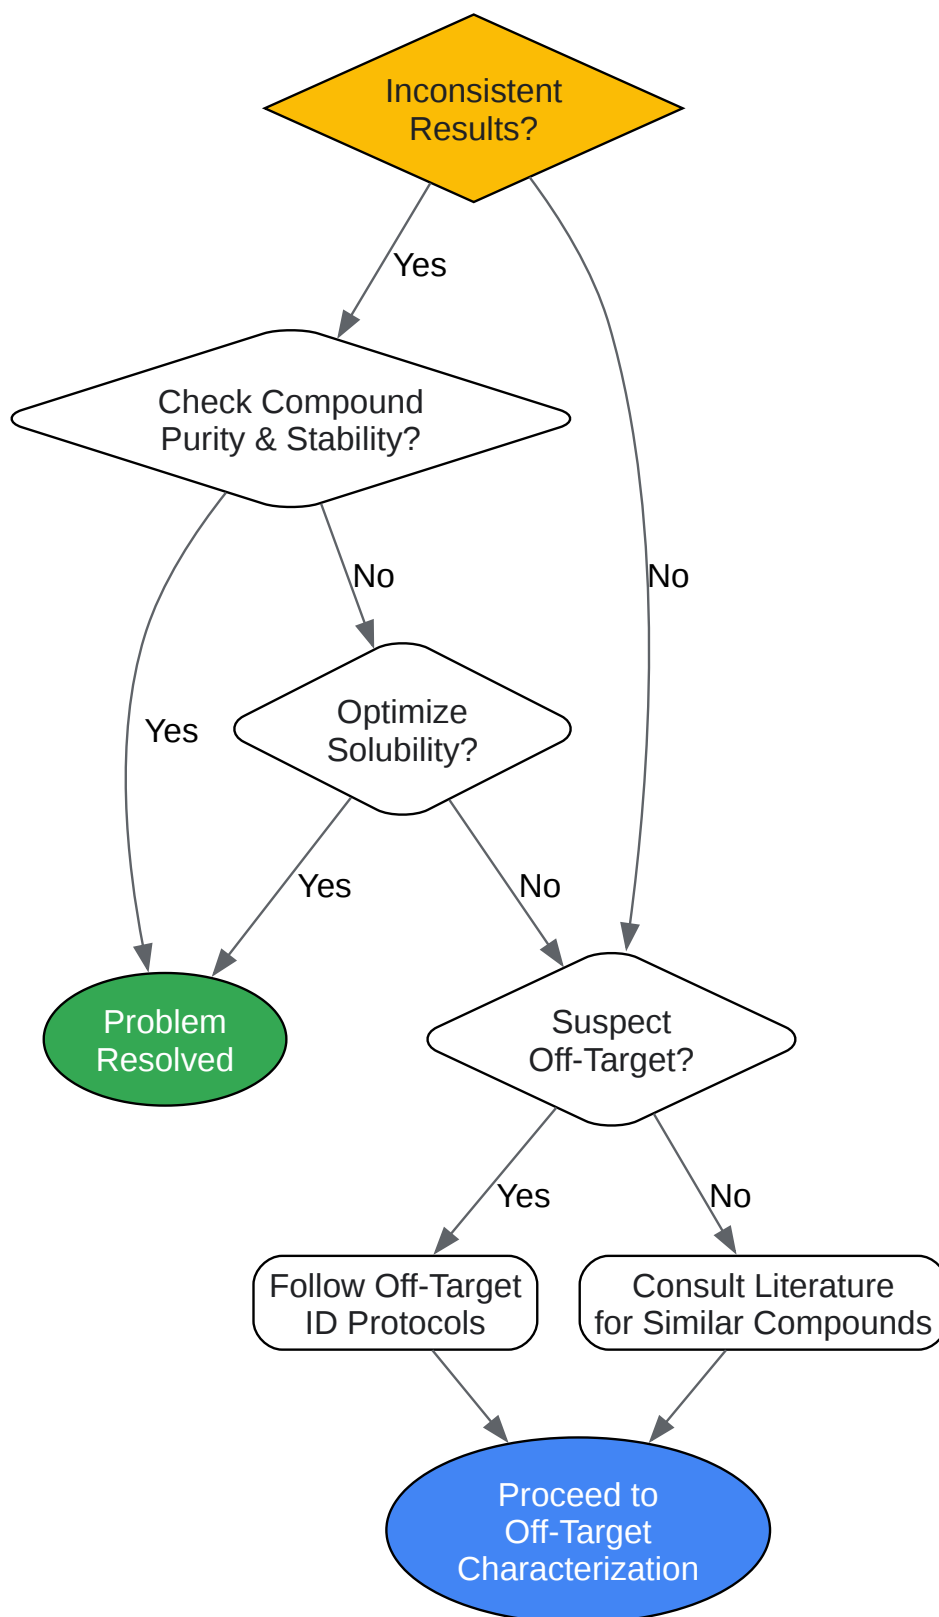 Inconsistent
Results?
Yes
Check Compound
Purity & Stability?
No
No
Optimize
Solubility?
Yes
Yes
No
Problem
Resolved
Suspect
Off-Target?
Yes
No
Follow Off-Target
ID Protocols
Consult Literature
for Similar Compounds
Proceed to
Off-Target
Characterization